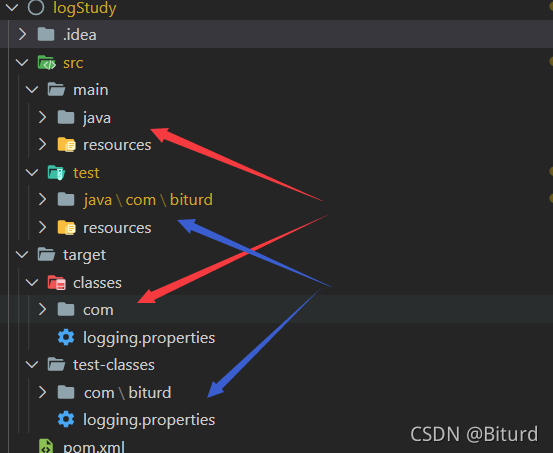 logStudy
.idea
src
main
java
resources
test
java \ com \ biturd
resources
target
classes
com
logging.properties
test-classes
com \ biturd
logging.properties
pom.xml
CSDN @Biturd